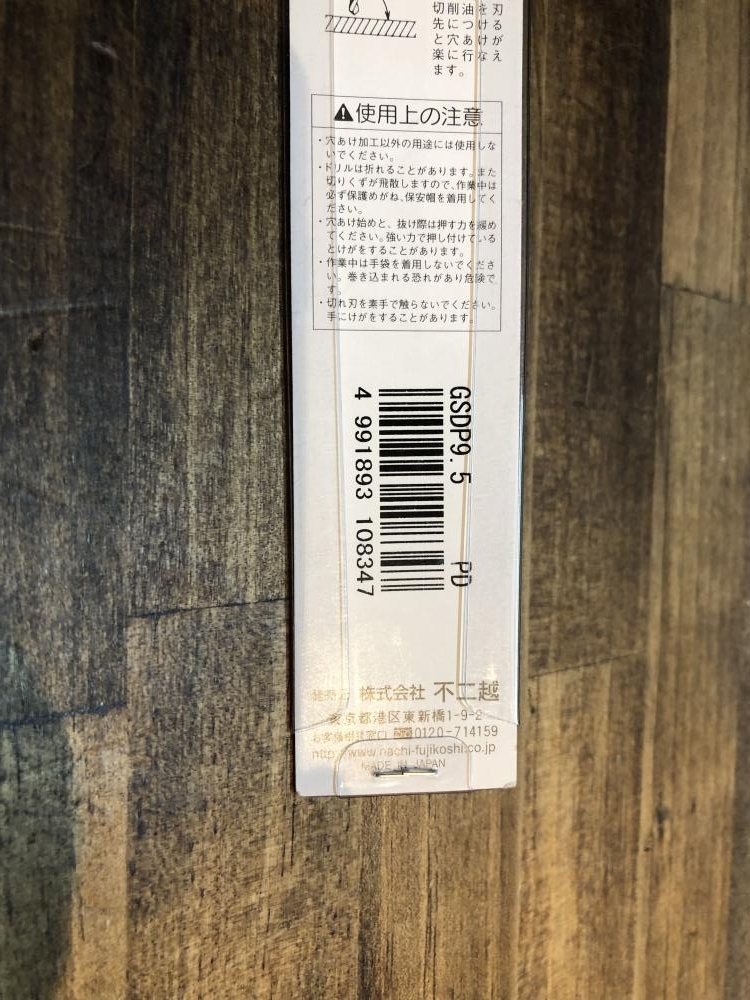 切削油を刃
先につける
と穴あけが
楽に行なえ
ます。
⚠使用上の注意
・穴あけ加工以外の用途には使用しな
いでください。
・ドリルは折れることがあります。また
切りくずが飛散しますので、作業中は
必ず保護めがね、保安帽を着用してく
ださい。
・穴あけ始めと、抜け際は押す力を緩め
てください。強い力で押し付けている
とけがをすることがあります。
・作業中は手袋を着用しないでくださ
い。巻き込まれる恐れがあり危険で
す。
・切れ刃を素手で触らないでください。
手にけがをすることがあります。
GSDP9.5 PD
4 991893 108347
株式会社 不二越
東京都港区東新橋1-9-2
お客様相談窓口 0120-714159
http://www.nachi-fujikoshi.co.jp
MADE IN JAPAN